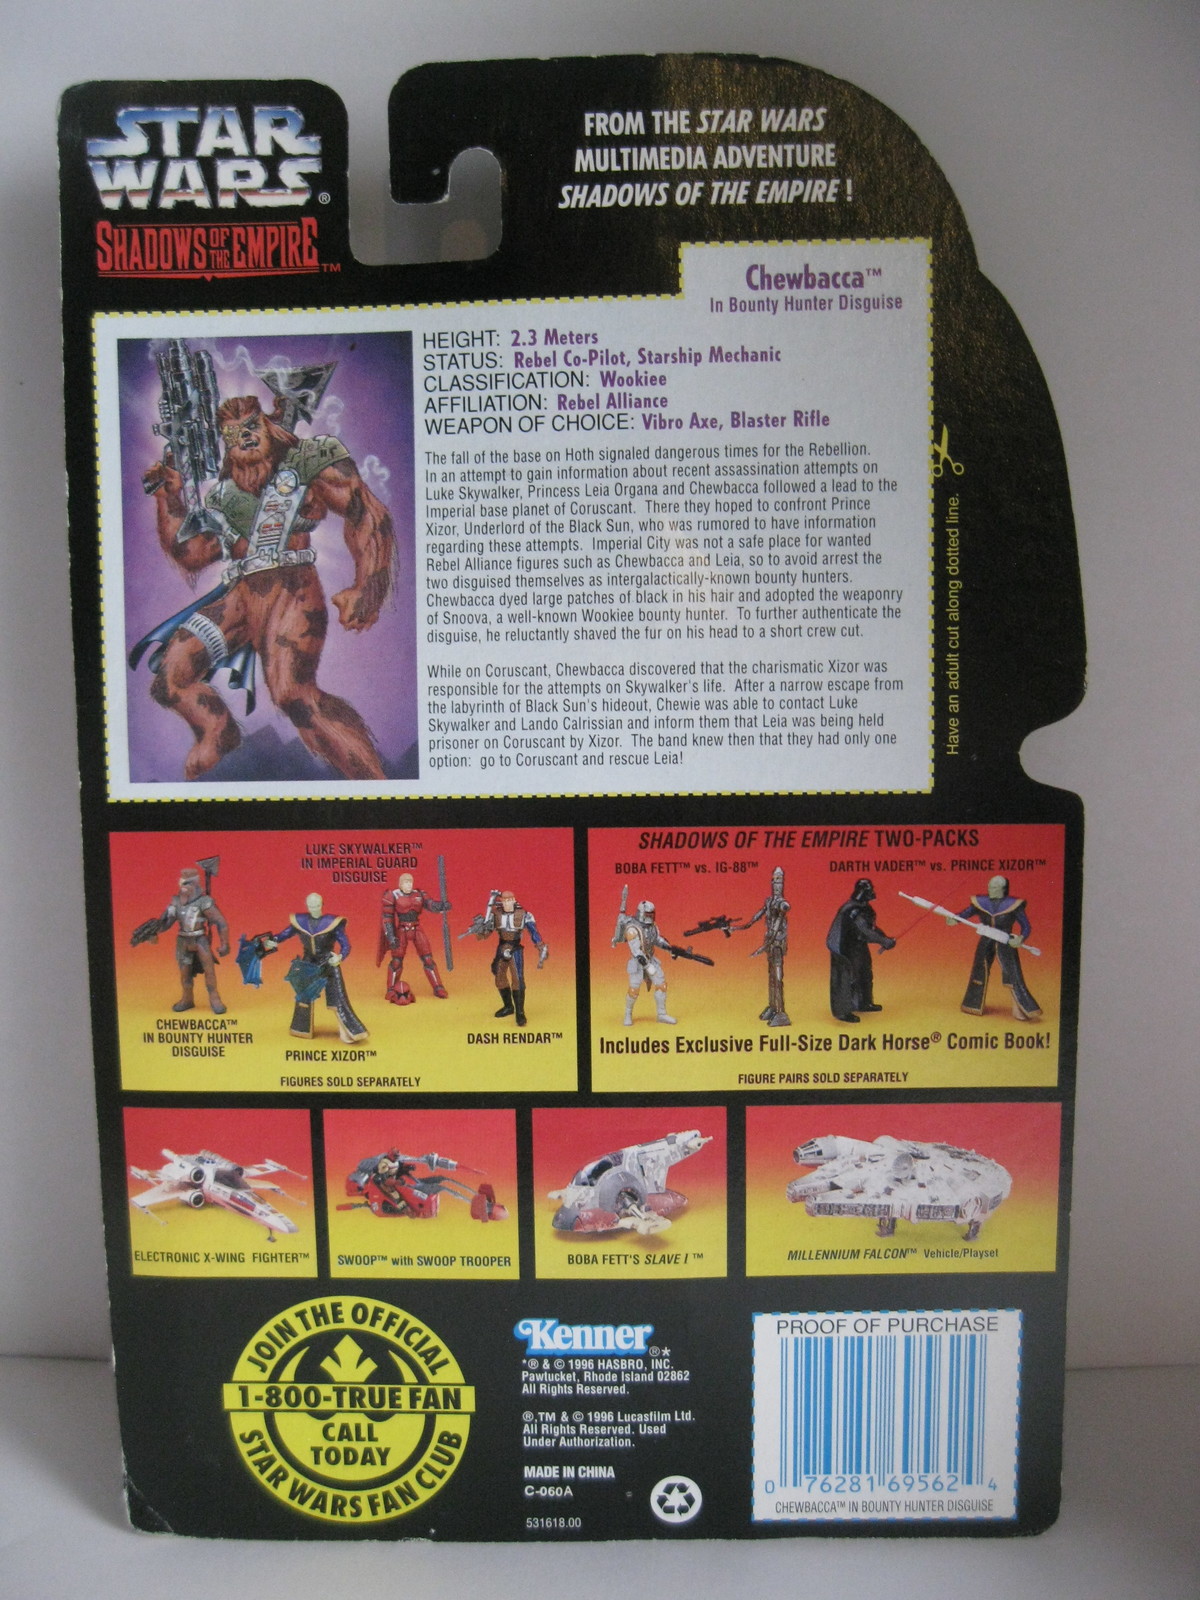 STAR
WARS®
SHADOWS OF THE EMPIRE™
FROM THE STAR WARS
MULTIMEDIA ADVENTURE
SHADOWS OF THE EMPIRE!
Chewbacca™
In Bounty Hunter Disguise
HEIGHT: 2.3 Meters
STATUS: Rebel Co-Pilot, Starship Mechanic
CLASSIFICATION: Wookiee
AFFILIATION: Rebel Alliance
WEAPON OF CHOICE: Vibro Axe, Blaster Rifle
The fall of the base on Hoth signaled dangerous times for the Rebellion.
In an attempt to gain information about recent assassination attempts on
Luke Skywalker, Princess Leia Organa and Chewbacca followed a lead to the
Imperial base planet of Coruscant. There they hoped to confront Prince
Xizor, Underlord of the Black Sun, who was rumored to have information
regarding these attempts. Imperial City was not a safe place for wanted
Rebel Alliance figures such as Chewbacca and Leia, so to avoid arrest the
two disguised themselves as intergalactically-known bounty hunters.
Chewbacca dyed large patches of black in his hair and adopted the weaponry
of Snoova, a well-known Wookiee bounty hunter. To further authenticate the
disguise, he reluctantly shaved the fur on his head to a short crew cut.
While on Coruscant, Chewbacca discovered that the charismatic Xizor was
responsible for the attempts on Skywalker's life. After a narrow escape from
the labyrinth of Black Sun's hideout, Chewie was able to contact Luke
Skywalker and Lando Calrissian and inform them that Leia was being held
prisoner on Coruscant by Xizor. The band knew then that they had only one
option: go to Coruscant and rescue Leia!
Have an adult cut along dotted line.
LUKE SKYWALKER™
IN IMPERIAL GUARD
DISGUISE
CHEWBACCA™
IN BOUNTY HUNTER
DISGUISE
PRINCE XIZOR™
DASH RENDAR™
FIGURES SOLD SEPARATELY
SHADOWS OF THE EMPIRE TWO-PACKS
BOBA FETT™ vs. IG-88™
DARTH VADER™ vs. PRINCE XIZOR™
Includes Exclusive Full-Size Dark Horse® Comic Book!
FIGURE PAIRS SOLD SEPARATELY
ELECTRONIC X-WING FIGHTER™
SWOOP™ with SWOOP TROOPER
BOBA FETT'S SLAVE I™
MILLENNIUM FALCON™ Vehicle/Playset
JOIN THE OFFICIAL
1-800-TRUE FAN
CALL
TODAY
STAR WARS FAN CLUB
Kenner®*
*® & © 1996 HASBRO, INC.
Pawtucket, Rhode Island 02862
All Rights Reserved.
®,TM & © 1996 Lucasfilm Ltd.
All Rights Reserved. Used
Under Authorization.
MADE IN CHINA
C-060A
531618.00
PROOF OF PURCHASE
0 76281 69562 4
CHEWBACCA™ IN BOUNTY HUNTER DISGUISE